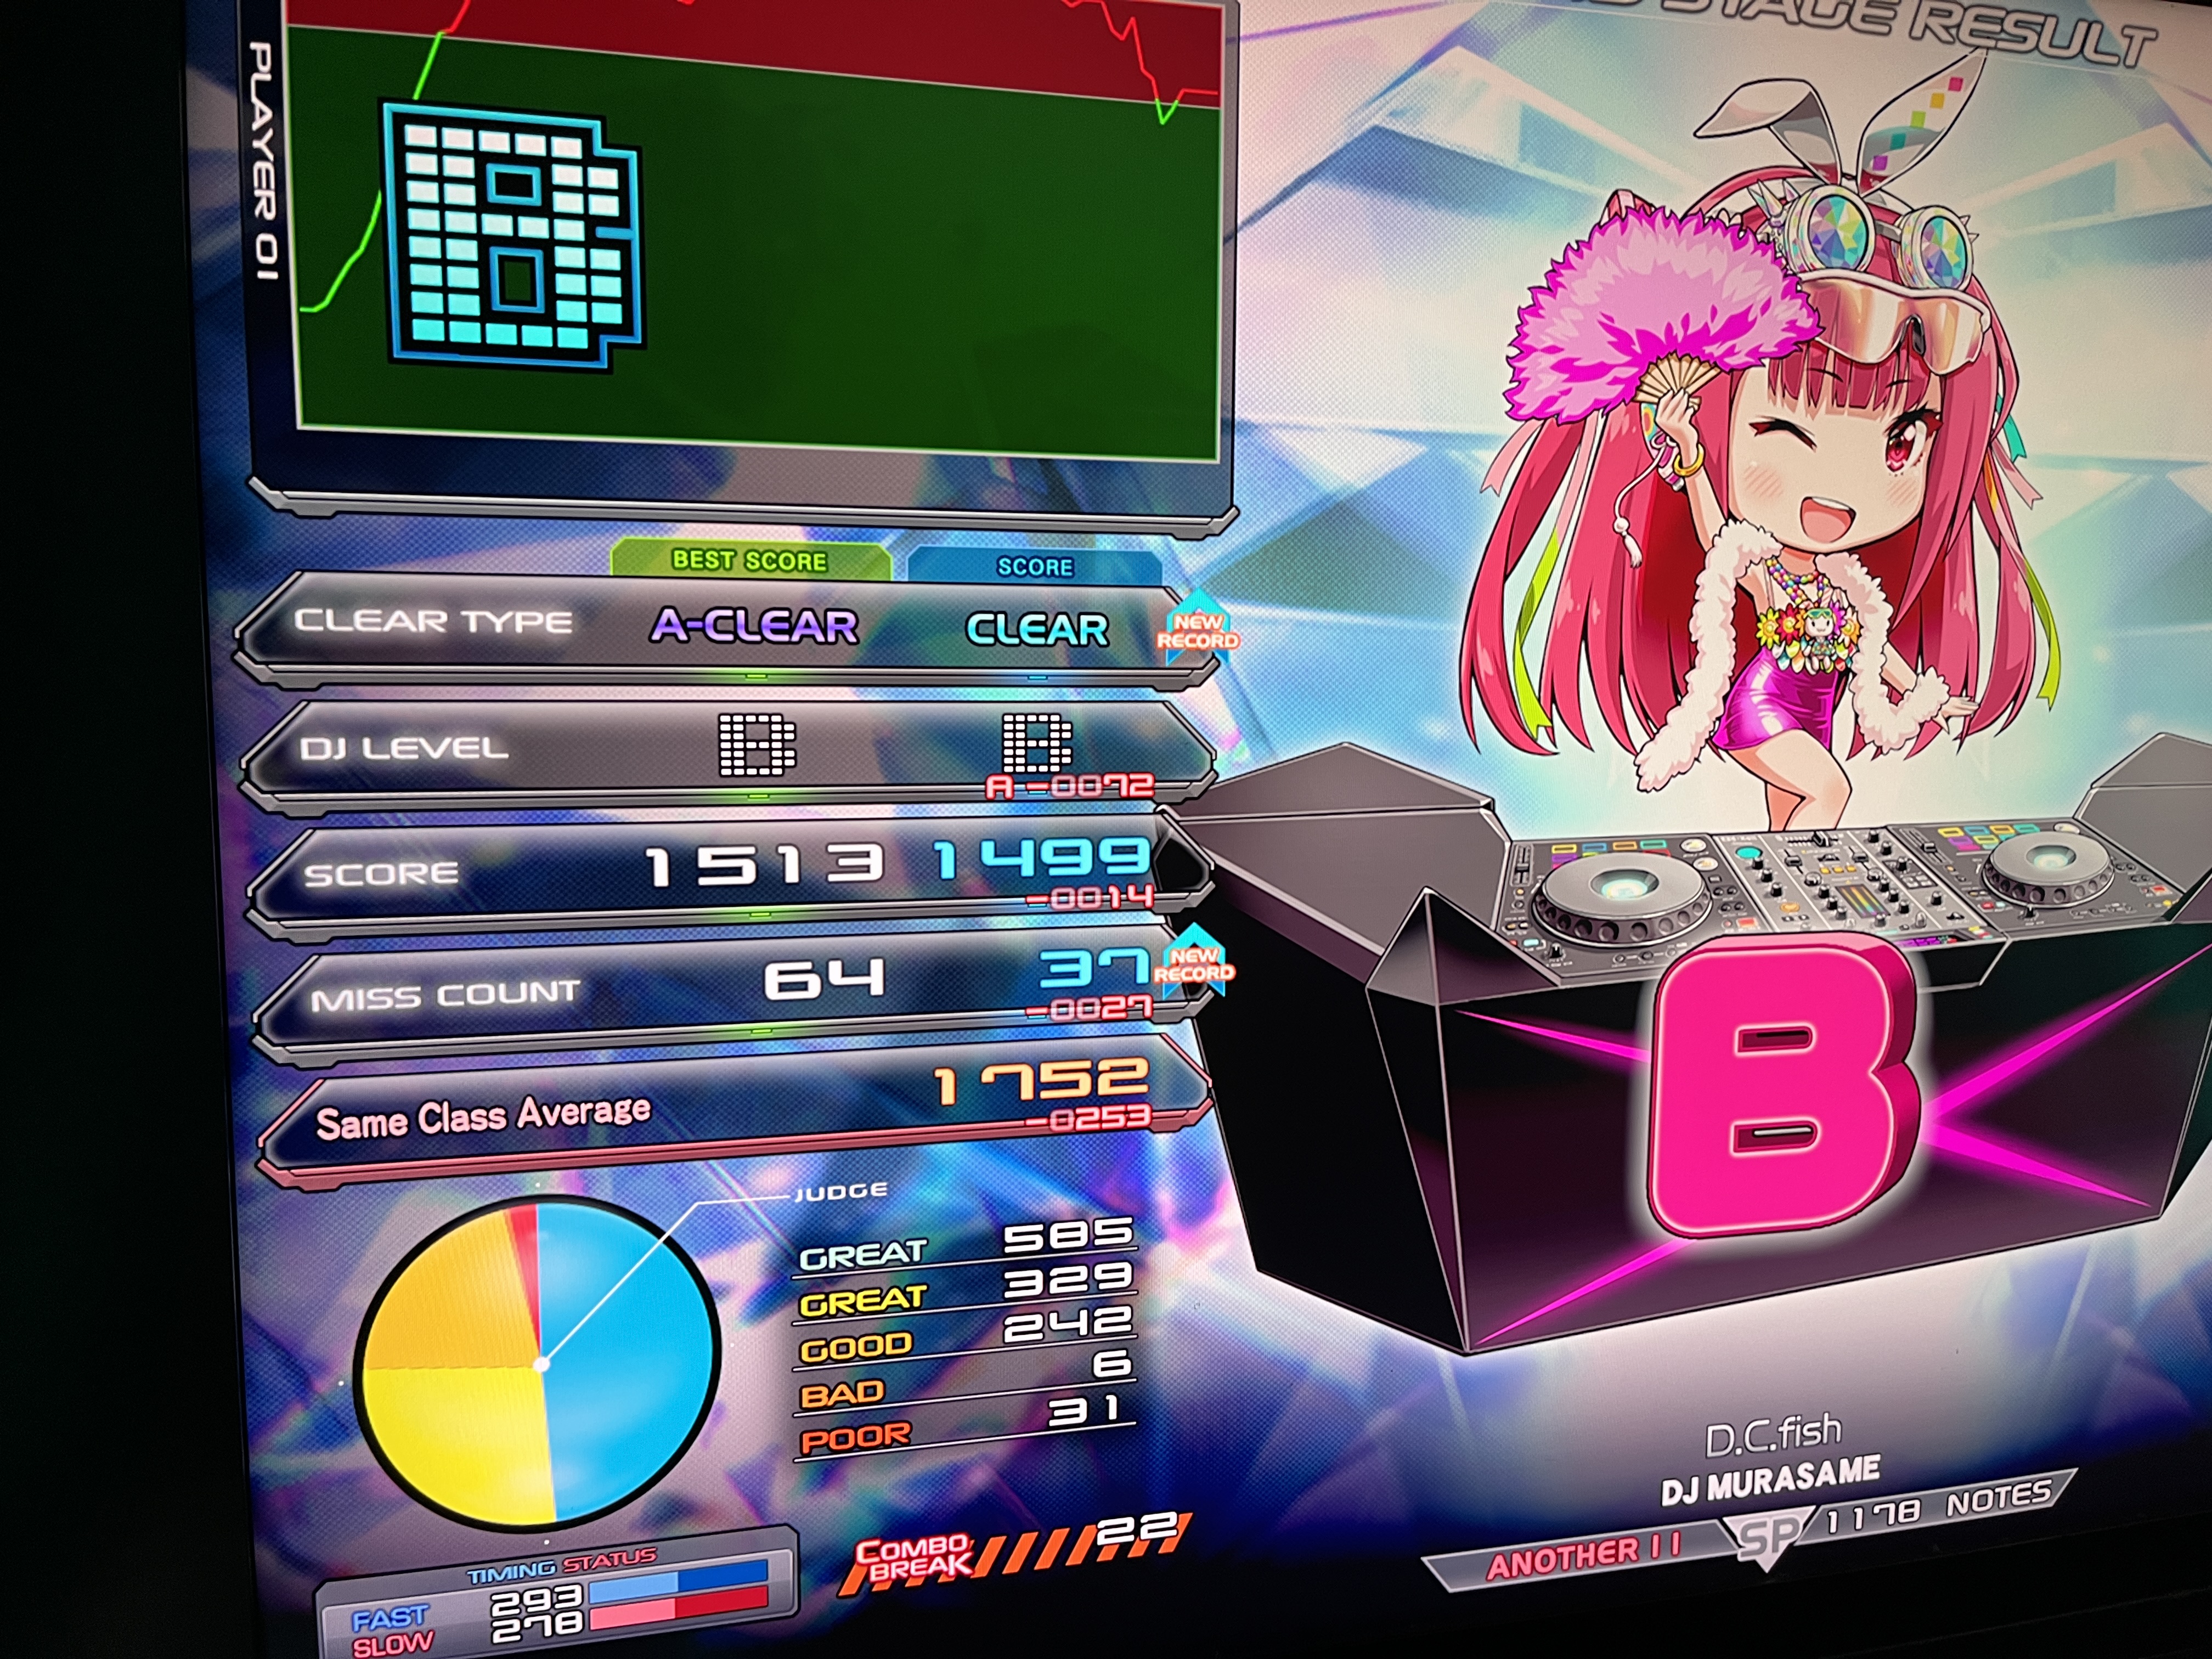 STAGE RESULT
PLAYER 01
B
BEST SCORE SCORE
CLEAR TYPE A-CLEAR CLEAR NEW RECORD
DJ LEVEL B B
A -0072
SCORE 1513 1499
-0014
MISS COUNT 64 37 NEW RECORD
-0027
Same Class Average 1752
-0253
B
JUDGE
GREAT 585
GREAT 329
GOOD 242
BAD 6
POOR 31
COMBO BREAK 22
TIMING STATUS
FAST 293
SLOW 278
D.C.fish
DJ MURASAME
ANOTHER 11 SP 1178 NOTES